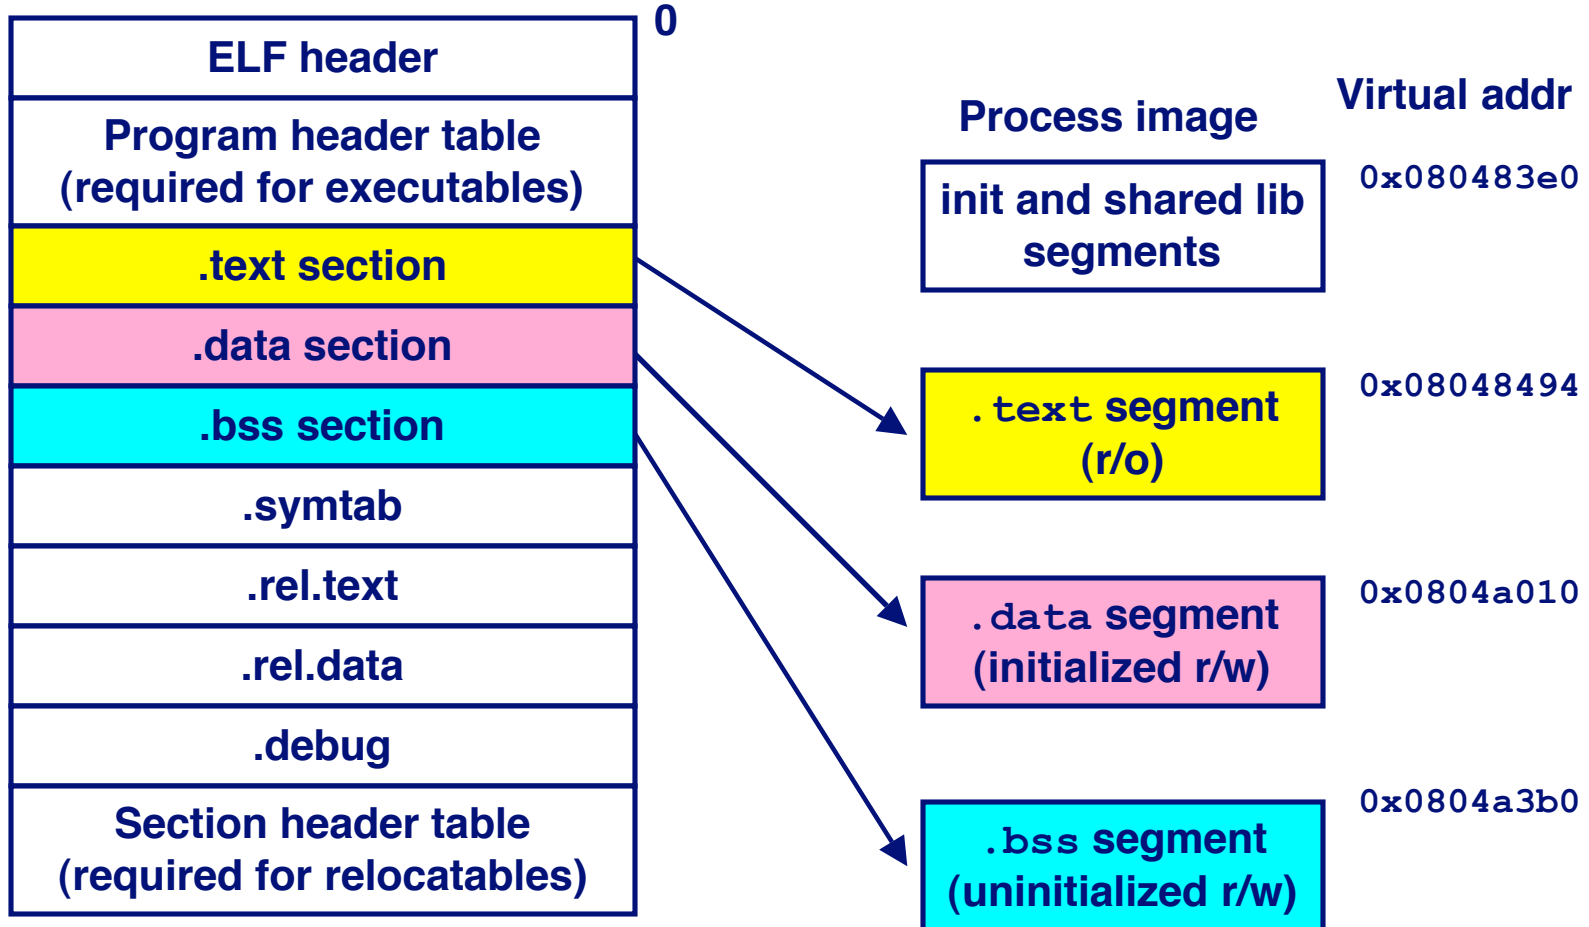 0
ELF header
Program header table
(required for executables)
.text section
.data section
.bss section
.symtab
.rel.text
.rel.data
.debug
Section header table
(required for relocatables)
Process image
Virtual addr
init and shared lib
segments
0x080483e0
.text segment
(r/o)
0x08048494
.data segment
(initialized r/w)
0x0804a010
.bss segment
(uninitialized r/w)
0x0804a3b0